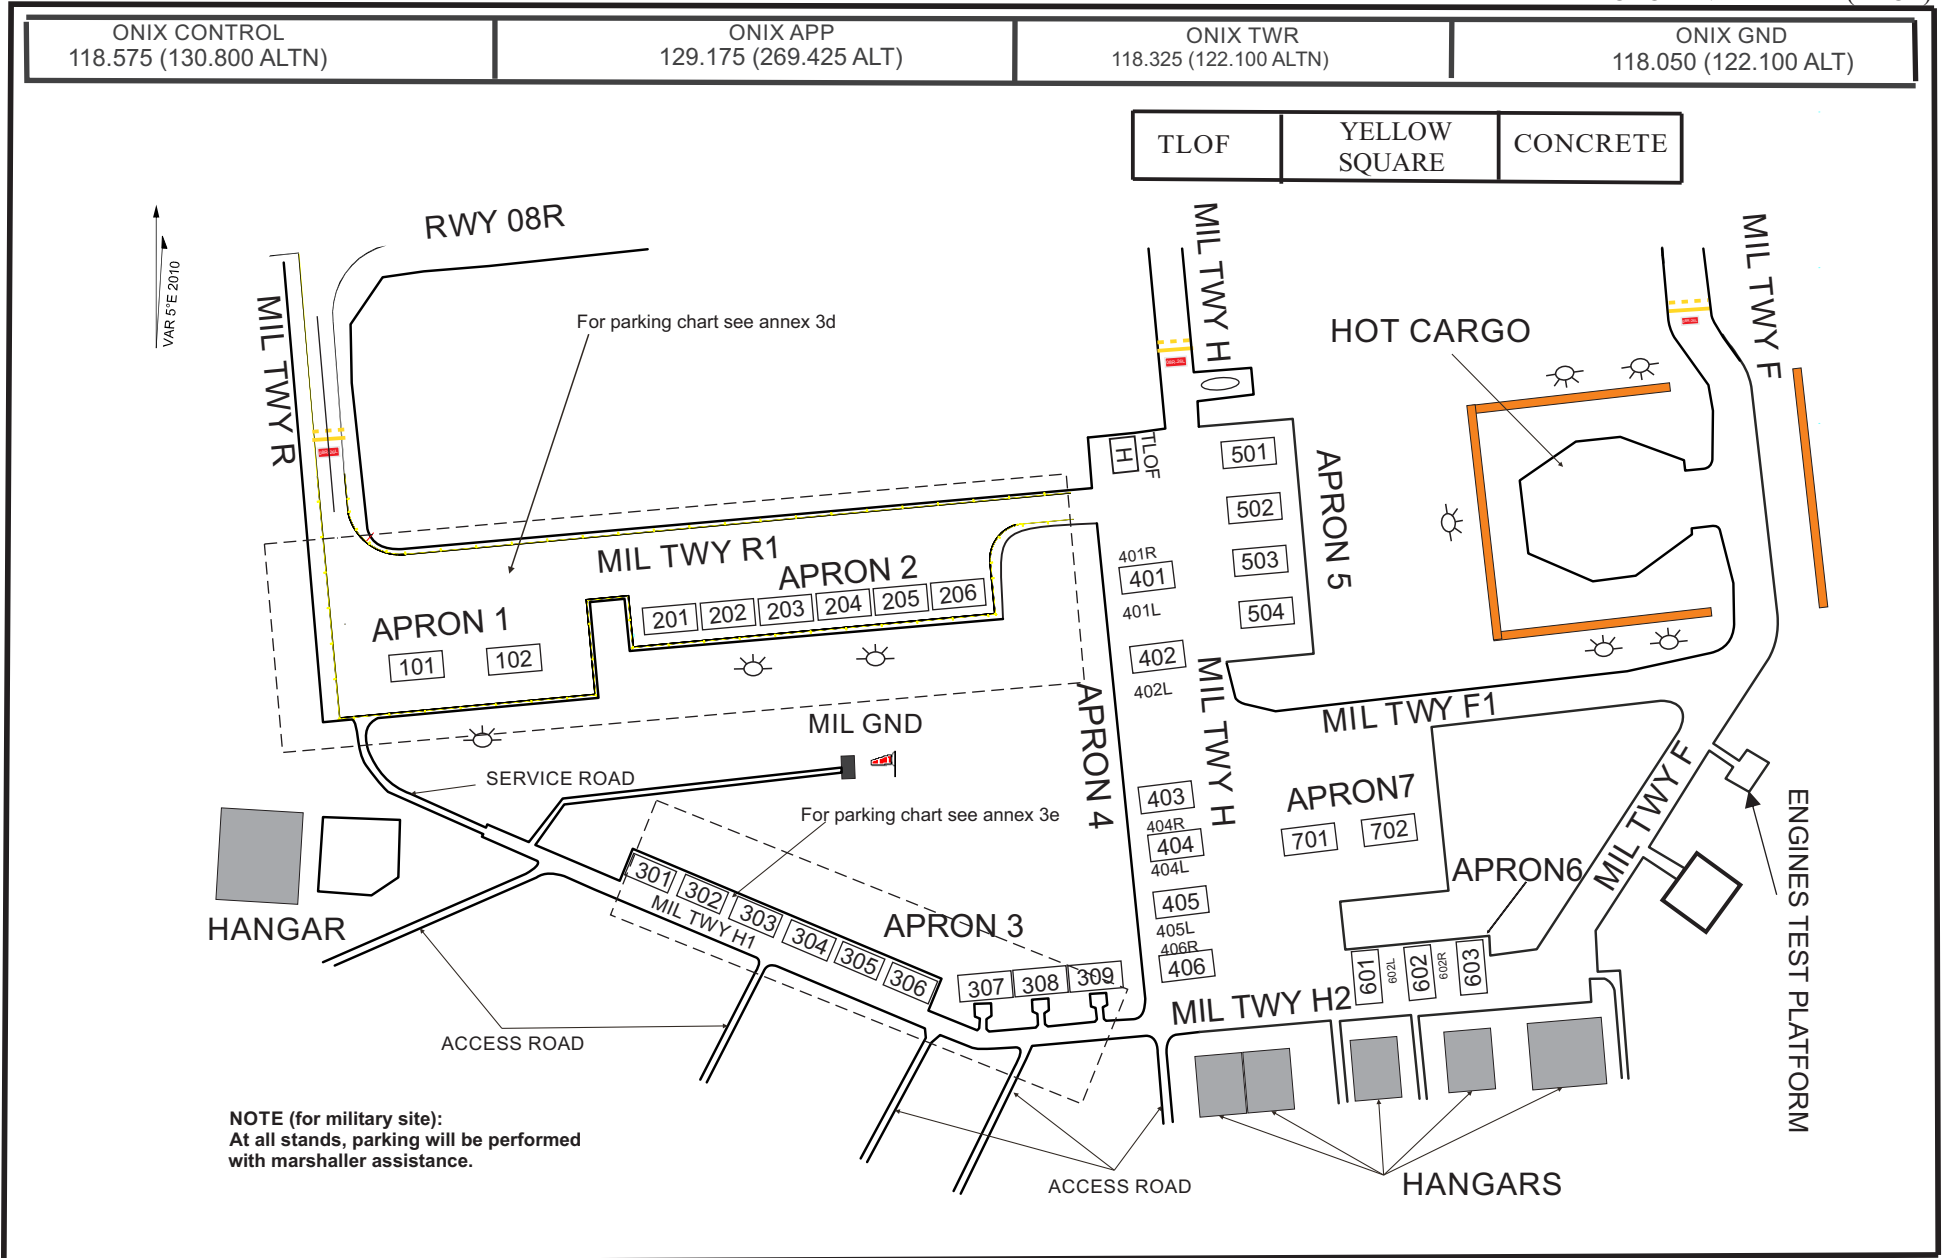 ONIX CONTROL
118.575 (130.800 ALTN)
ONIX APP
129.175 (269.425 ALT)
ONIX TWR
118.325 (122.100 ALTN)
ONIX GND
118.050 (122.100 ALT)
TLOF
YELLOW
SQUARE
CONCRETE
VAR 5°E 2010
RWY 08R
MIL TWY R
For parking chart see annex 3d
MIL TWY H
MIL TWY F
HOT CARGO
H
TLOF
501
502
503
504
APRON 5
MIL TWY R1
APRON 2
201
202
203
204
205
206
APRON 1
101
102
401R
401
401L
402
402L
APRON 4
MIL TWY H
MIL TWY F1
MIL GND
SERVICE ROAD
For parking chart see annex 3e
403
404R
404
404L
405
405L
406R
406
APRON7
701
702
MIL TWY F
APRON6
601
602L
602
602R
603
ENGINES TEST PLATFORM
HANGAR
301
302
303
304
305
306
MIL TWY H1
APRON 3
307
308
309
MIL TWY H2
ACCESS ROAD
NOTE (for military site):
At all stands, parking will be performed
with marshaller assistance.
ACCESS ROAD
HANGARS